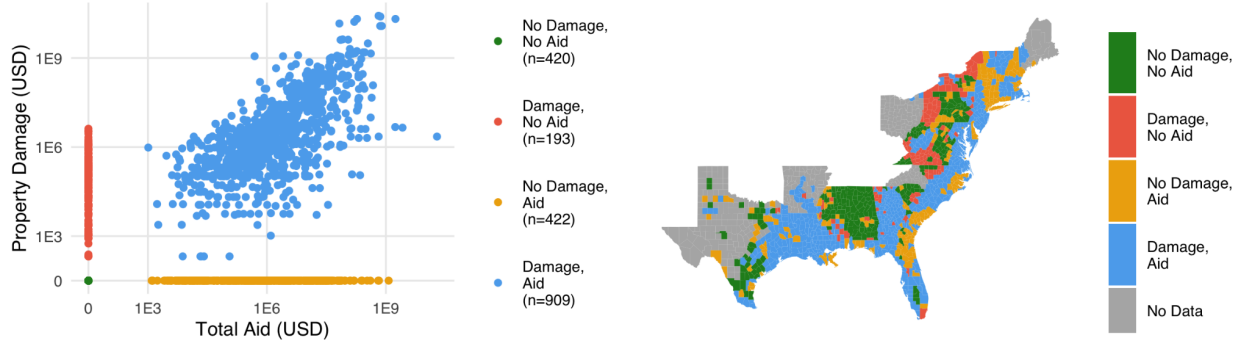 Property Damage (USD)
1E9
1E6
1E3
0
0
1E3
1E6
1E9
Total Aid (USD)
No Damage,
No Aid
(n=420)
Damage,
No Aid
(n=193)
No Damage,
Aid
(n=422)
Damage,
Aid
(n=909)
No Damage,
No Aid
Damage,
No Aid
No Damage,
Aid
Damage,
Aid
No Data